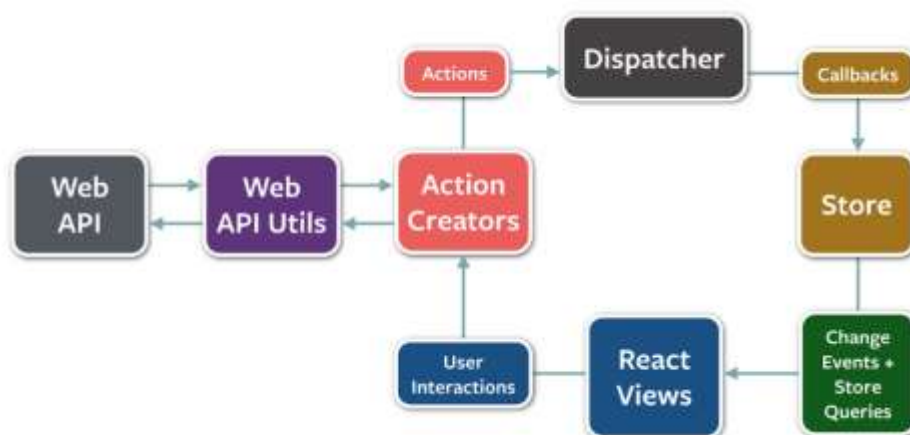 Actions
Dispatcher
Callbacks
Web
API
Web
API Utils
Action
Creators
Store
User
Interactions
React
Views
Change
Events +
Store
Queries